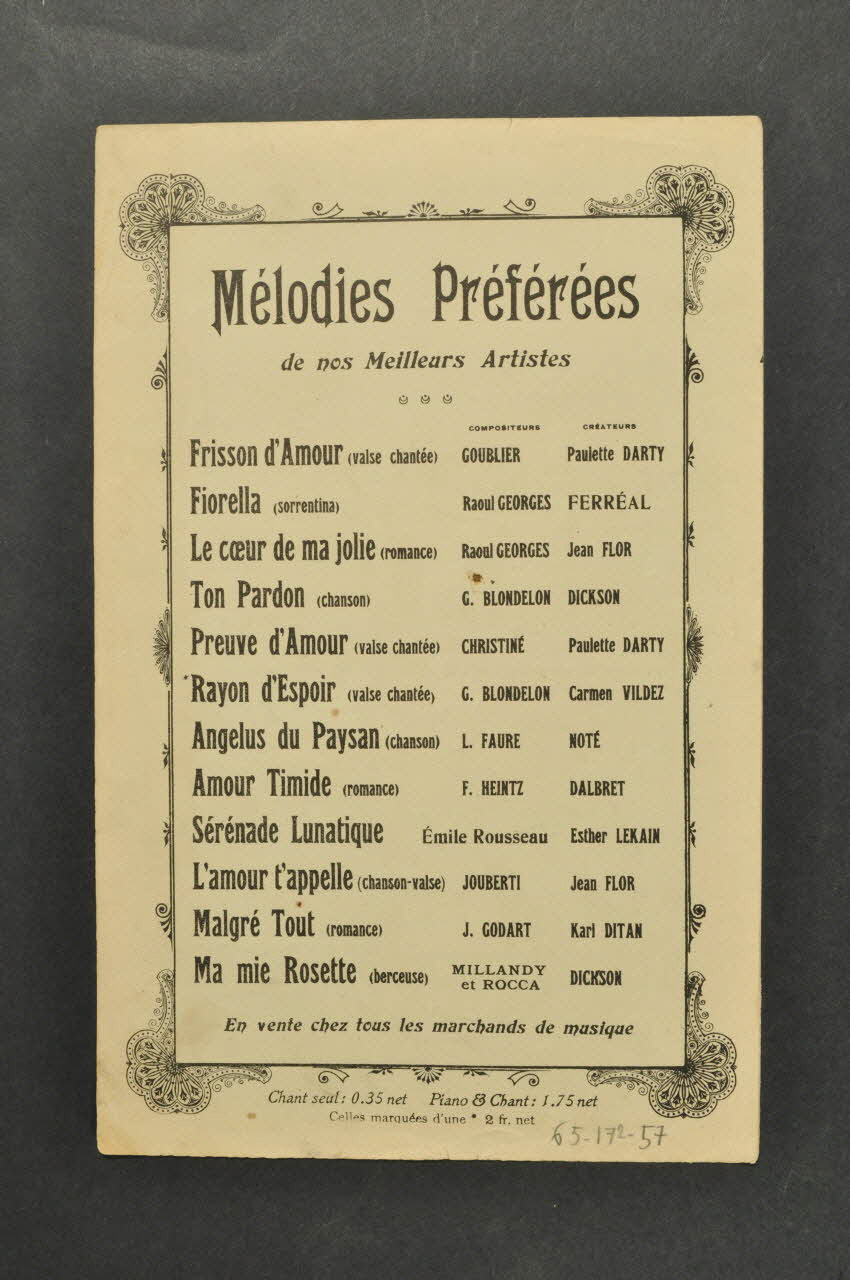 Mélodies Préférées
de nos Meilleurs Artistes
COMPOSITEURS CRÉATEURS
Frisson d'Amour (valse chantée) GOUBLIER Paulette DARTY
Fiorella (sorrentina) Raoul GEORGES FERRÉAL
Le cœur de ma jolie (romance) Raoul GEORGES Jean FLOR
Ton Pardon (chanson) G. BLONDELON DICKSON
Preuve d'Amour (valse chantée) CHRISTINÉ Paulette DARTY
*Rayon d'Espoir (valse chantée) G. BLONDELON Carmen VILDEZ
Angelus du Paysan (chanson) L. FAURE NOTÉ
Amour Timide (romance) F. HEINTZ DALBRET
Sérénade Lunatique Émile Rousseau Esther LEKAIN
L'amour t'appelle (chanson-valse) JOUBERTI Jean FLOR
Malgré Tout (romance) J. GODART Karl DITAN
Ma mie Rosette (berceuse) MILLANDY et ROCCA DICKSON
En vente chez tous les marchands de musique
Chant seul: 0.35 net Piano & Chant: 1.75 net
Celles marquées d'une * 2 fr. net
65-172-57